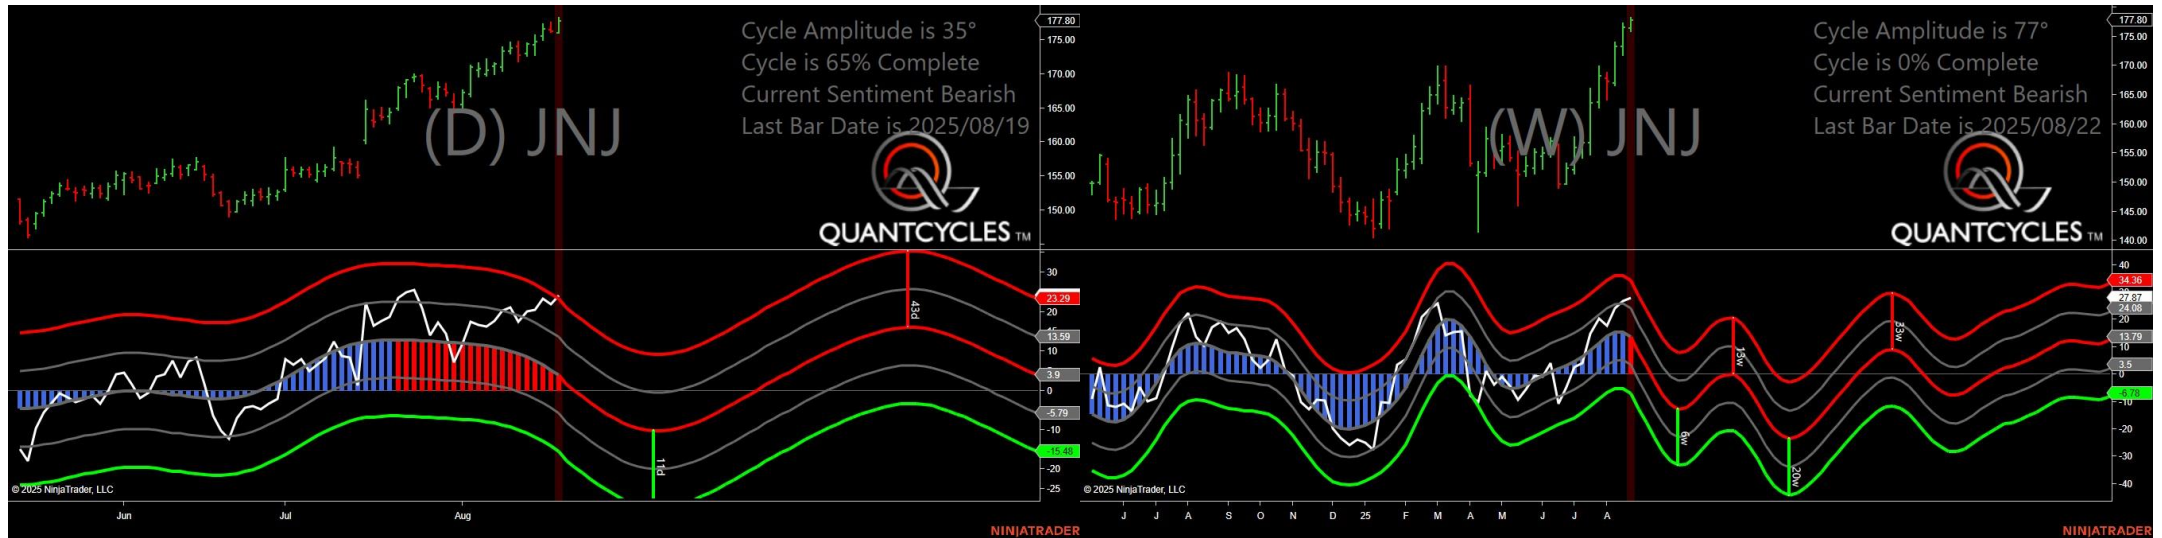 Cycle Amplitude is 35°
Cycle is 65% Complete
Current Sentiment Bearish
Last Bar Date is 2025/08/19
(D) JNJ
QUANTCYCLES TM
177.80
175.00
170.00
165.00
160.00
155.00
150.00
30
23.29
20
13.59
10
3.9
0
-5.79
-10
-15.48
-20
-25
43d
11d
© 2025 NinjaTrader, LLC
Jun Jul Aug
NINJATRADER
Cycle Amplitude is 77°
Cycle is 0% Complete
Current Sentiment Bearish
Last Bar Date is 2025/08/22
(W) JNJ
QUANTCYCLES TM
177.80
175.00
170.00
165.00
160.00
155.00
150.00
145.00
140.00
40
34.36
27.87
24.08
20
13.79
10
3.5
0
-6.78
-10
-20
-30
-40
6w
13w
20w
33w
© 2025 NinjaTrader, LLC
J J A S O N D 25 F M A M J J A
NINJATRADER